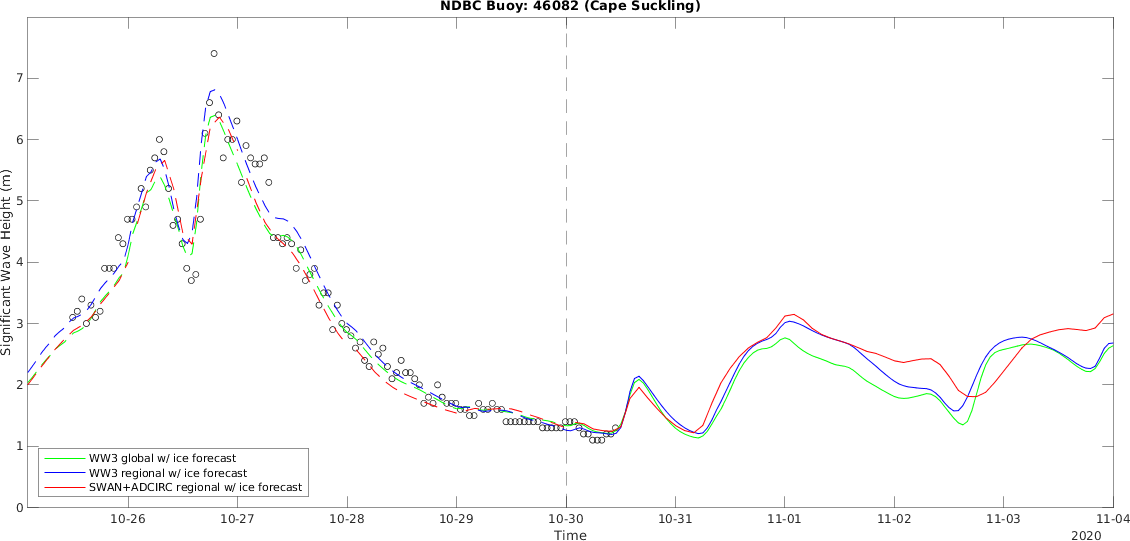 NDBC Buoy: 46082 (Cape Suckling)
Significant Wave Height (m)
7
6
5
4
3
2
1
0
WW3 global w/ ice forecast
WW3 regional w/ ice forecast
SWAN+ADCIRC regional w/ ice forecast
10-26 10-27 10-28 10-29 10-30 10-31 11-01 11-02 11-03 11-04
Time
2020